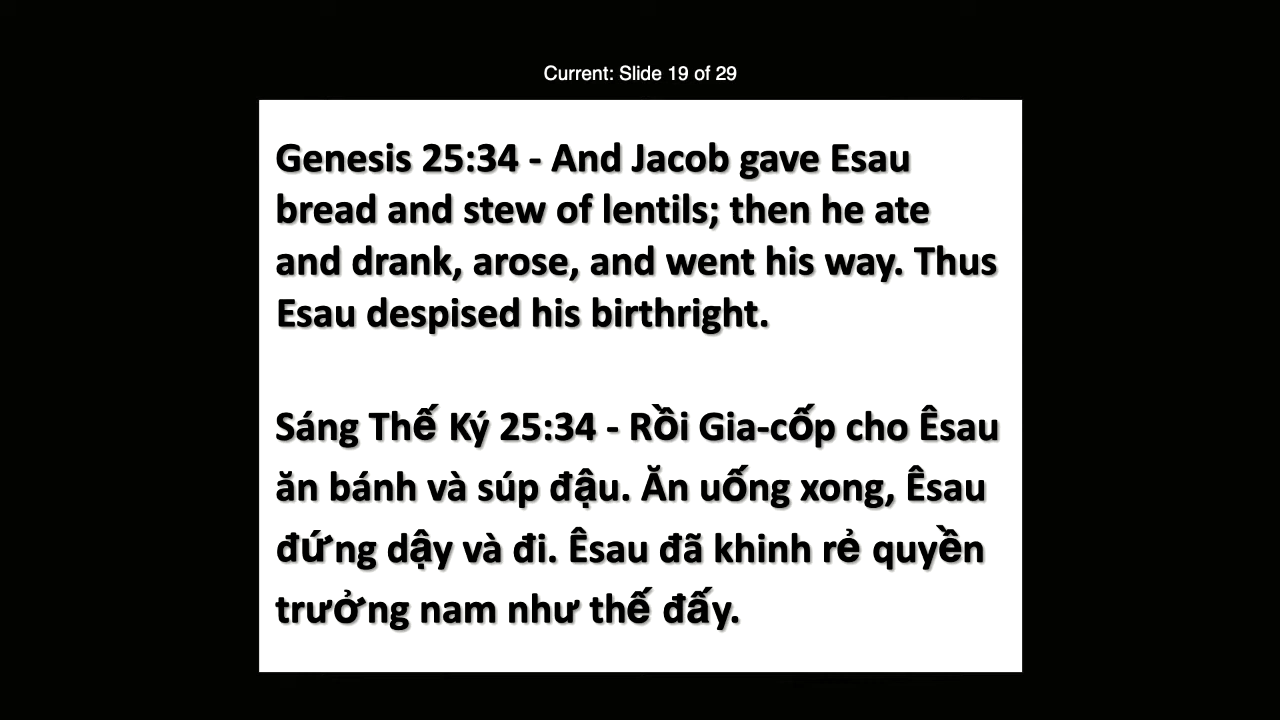 Current: Slide 19 of 29
Genesis 25:34 - And Jacob gave Esau
bread and stew of lentils; then he ate
and drank, arose, and went his way. Thus
Esau despised his birthright.
Sáng Thế Ký 25:34 - Rồi Gia-cốp cho Êsau
ăn bánh và súp đậu. Ăn uống xong, Êsau
đứng dậy và đi. Êsau đã khinh rẻ quyền
trưởng nam như thế đấy.